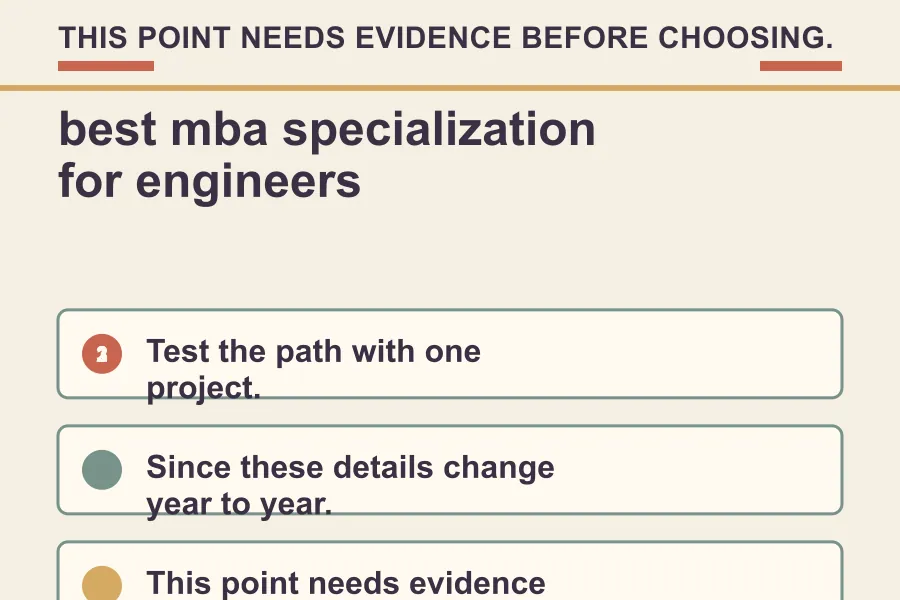 THIS POINT NEEDS EVIDENCE BEFORE CHOOSING.
best mba specialization
for engineers
Test the path with one
project.
Since these details change
year to year.
This point needs evidence